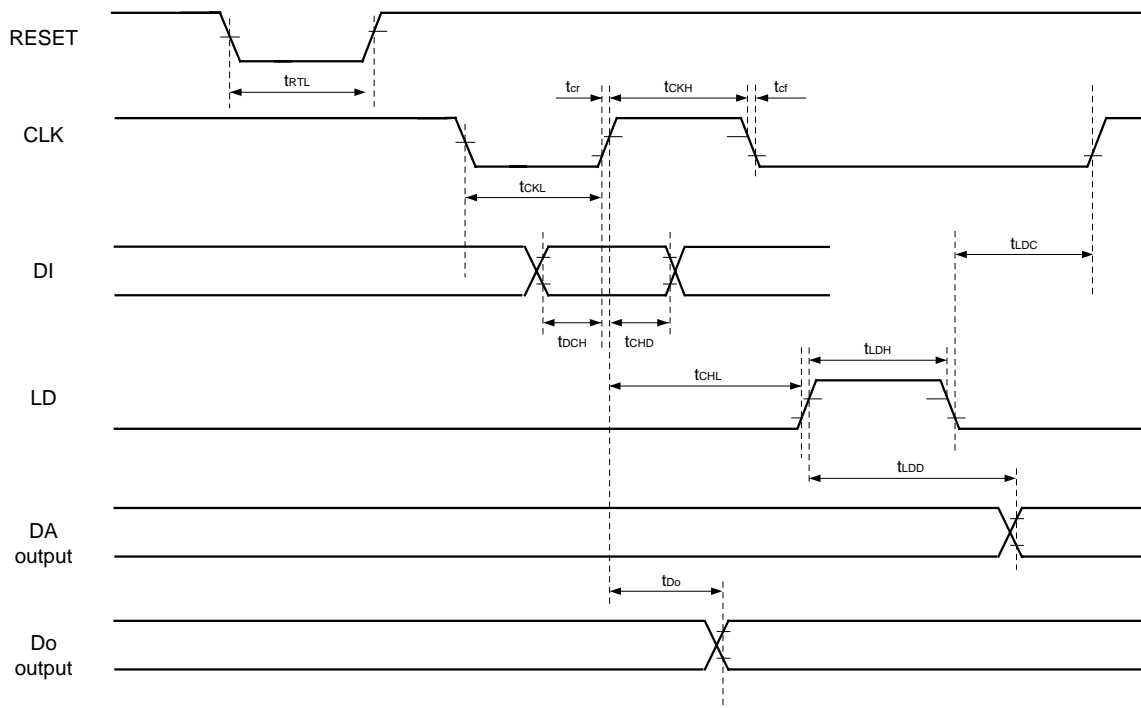 RESET
tRTL
tcr
tCKH
tcf
CLK
tCKL
tLDC
DI
tDCH
tCHD
tLDH
tCHL
LD
tLDD
DA
output
tDo
Do
output